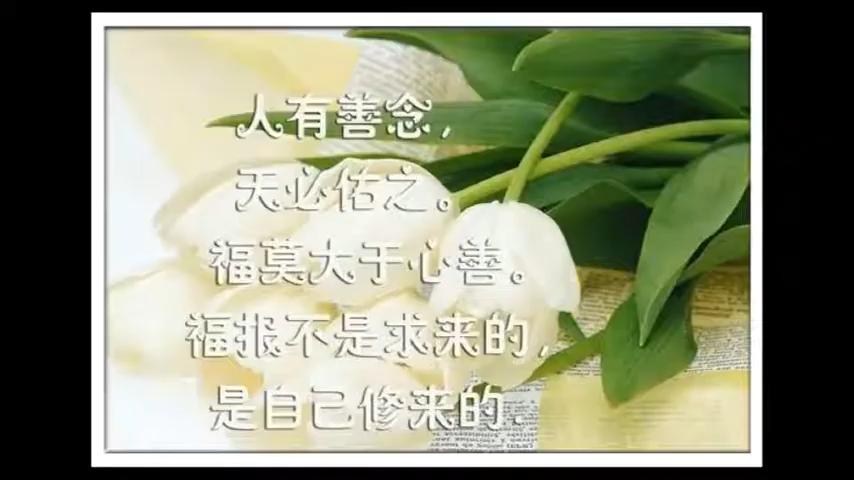 人有善念，
天必佑之。
福莫大于心善。
福报不是求来的，
是自己修来的、